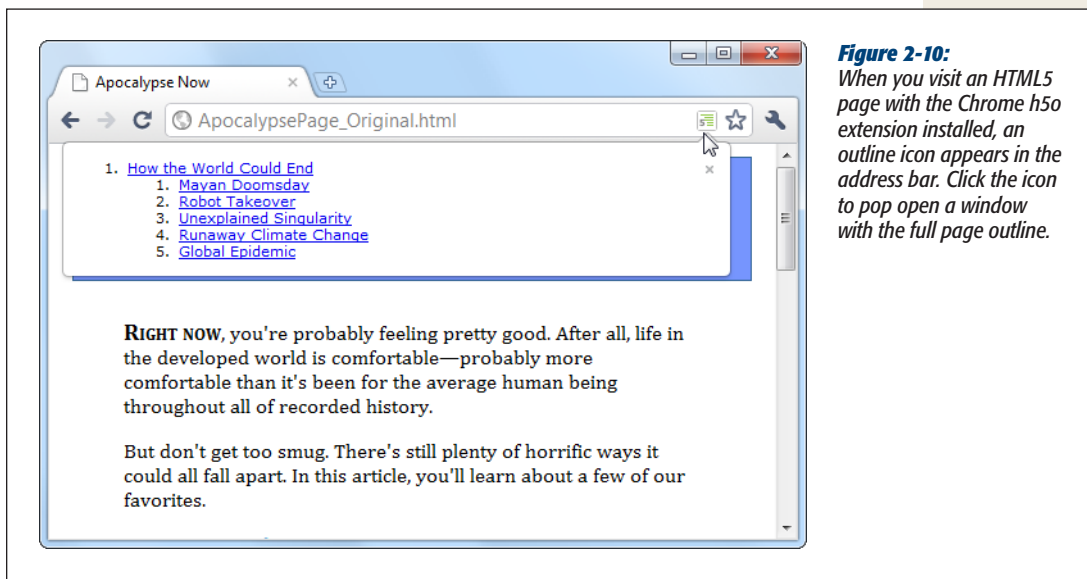 Apocalypse Now
ApocalypsePage_Original.html
1. How the World Could End
1. Mayan Doomsday
2. Robot Takeover
3. Unexplained Singularity
4. Runaway Climate Change
5. Global Epidemic
RIGHT NOW, you're probably feeling pretty good. After all, life in
the developed world is comfortable—probably more
comfortable than it's been for the average human being
throughout all of recorded history.
But don't get too smug. There's still plenty of horrific ways it
could all fall apart. In this article, you'll learn about a few of our
favorites.
Figure 2-10:
When you visit an HTML5
page with the Chrome h5o
extension installed, an
outline icon appears in the
address bar. Click the icon
to pop open a window
with the full page outline.